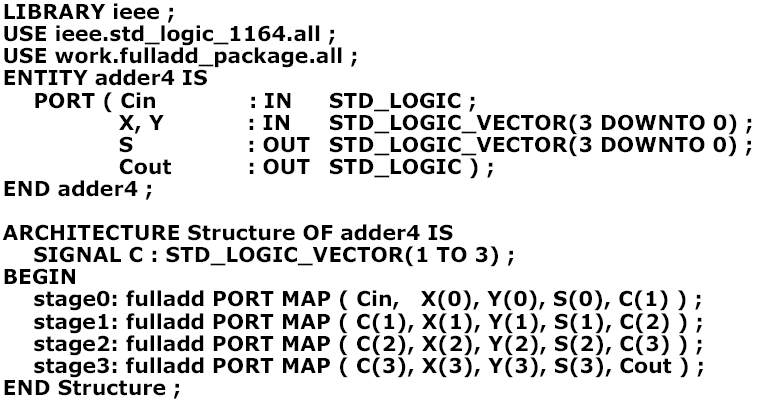 LIBRARY ieee ;
USE ieee.std_logic_1164.all ;
USE work.fulladd_package.all ;
ENTITY adder4 IS
PORT ( Cin : IN STD_LOGIC ;
X, Y : IN STD_LOGIC_VECTOR(3 DOWNTO 0) ;
S : OUT STD_LOGIC_VECTOR(3 DOWNTO 0) ;
Cout : OUT STD_LOGIC ) ;
END adder4 ;
ARCHITECTURE Structure OF adder4 IS
SIGNAL C : STD_LOGIC_VECTOR(1 TO 3) ;
BEGIN
stage0: fulladd PORT MAP ( Cin, X(0), Y(0), S(0), C(1) ) ;
stage1: fulladd PORT MAP ( C(1), X(1), Y(1), S(1), C(2) ) ;
stage2: fulladd PORT MAP ( C(2), X(2), Y(2), S(2), C(3) ) ;
stage3: fulladd PORT MAP ( C(3), X(3), Y(3), S(3), Cout ) ;
END Structure ;